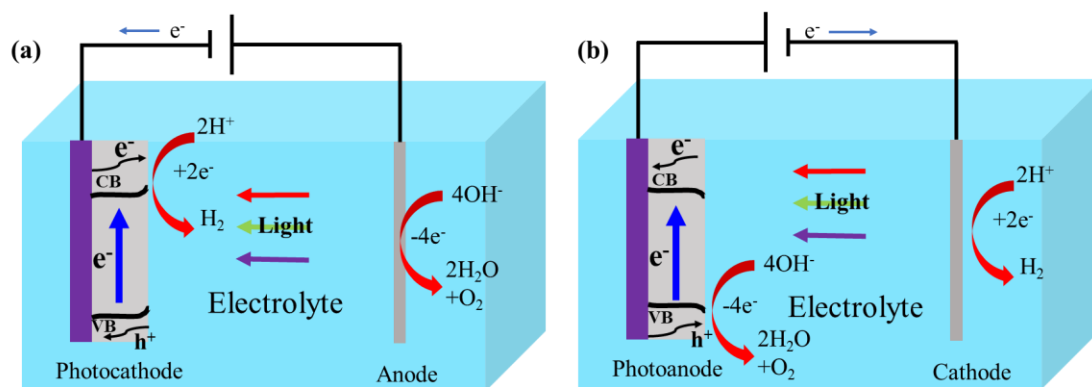 (a)
e-
e-
2H+
CB
+2e-
H2
Light
4OH-
-4e-
e-
2H2O
+O2
Electrolyte
VB
h+
Photocathode
Anode
(b)
e-
e-
CB
2H+
+2e-
H2
Light
e-
4OH-
-4e-
Electrolyte
VB
h+
2H2O
+O2
Photoanode
Cathode